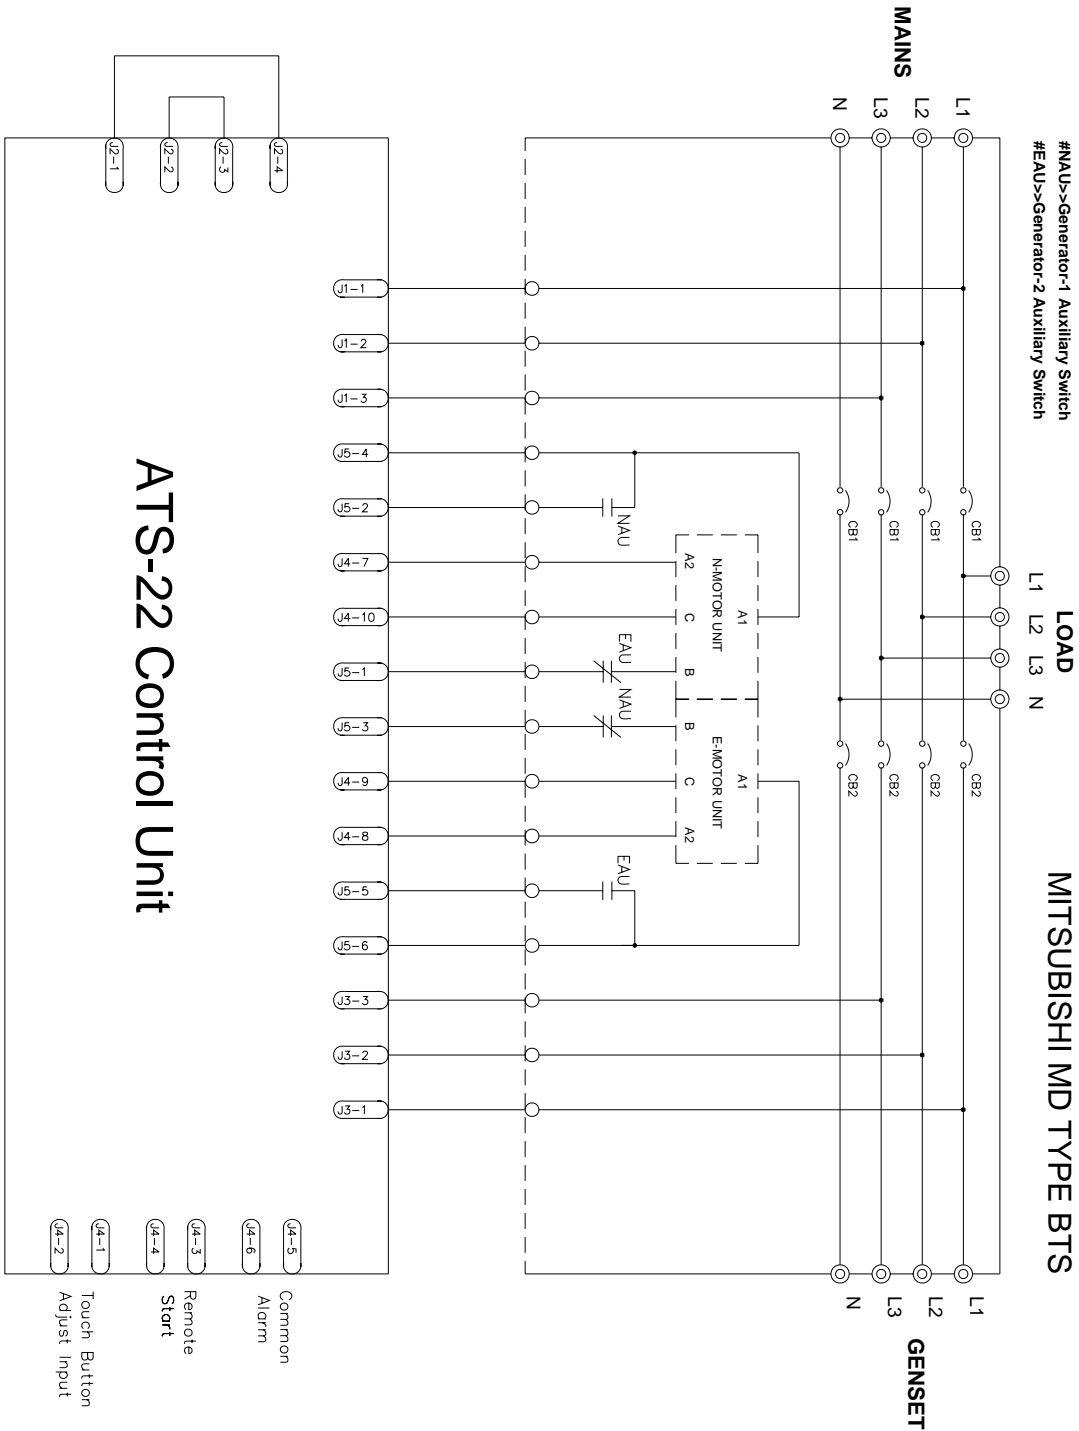 MITSUBISHI MD TYPE BTS
#NAU>>Generator-1 Auxiliary Switch
#EAU>>Generator-2 Auxiliary Switch
MAINS
L1
L2
L3
N
LOAD
L1
L2
L3
N
GENSET
L1
L2
L3
N
CB1
CB1
CB1
CB1
CB2
CB2
CB2
CB2
N-MOTOR UNIT
A1
A2
C
B
E-MOTOR UNIT
A1
B
C
A2
NAU
EAU
NAU
EAU
J1-1
J1-2
J1-3
J5-4
J5-2
J4-7
J4-10
J5-1
J5-3
J4-9
J4-8
J5-5
J5-6
J3-3
J3-2
J3-1
J2-4
J2-3
J2-2
J2-1
ATS-22 Control Unit
J4-5
J4-6
Common
Alarm
J4-3
J4-4
Remote
Start
J4-1
J4-2
Touch Button
Adjust Input